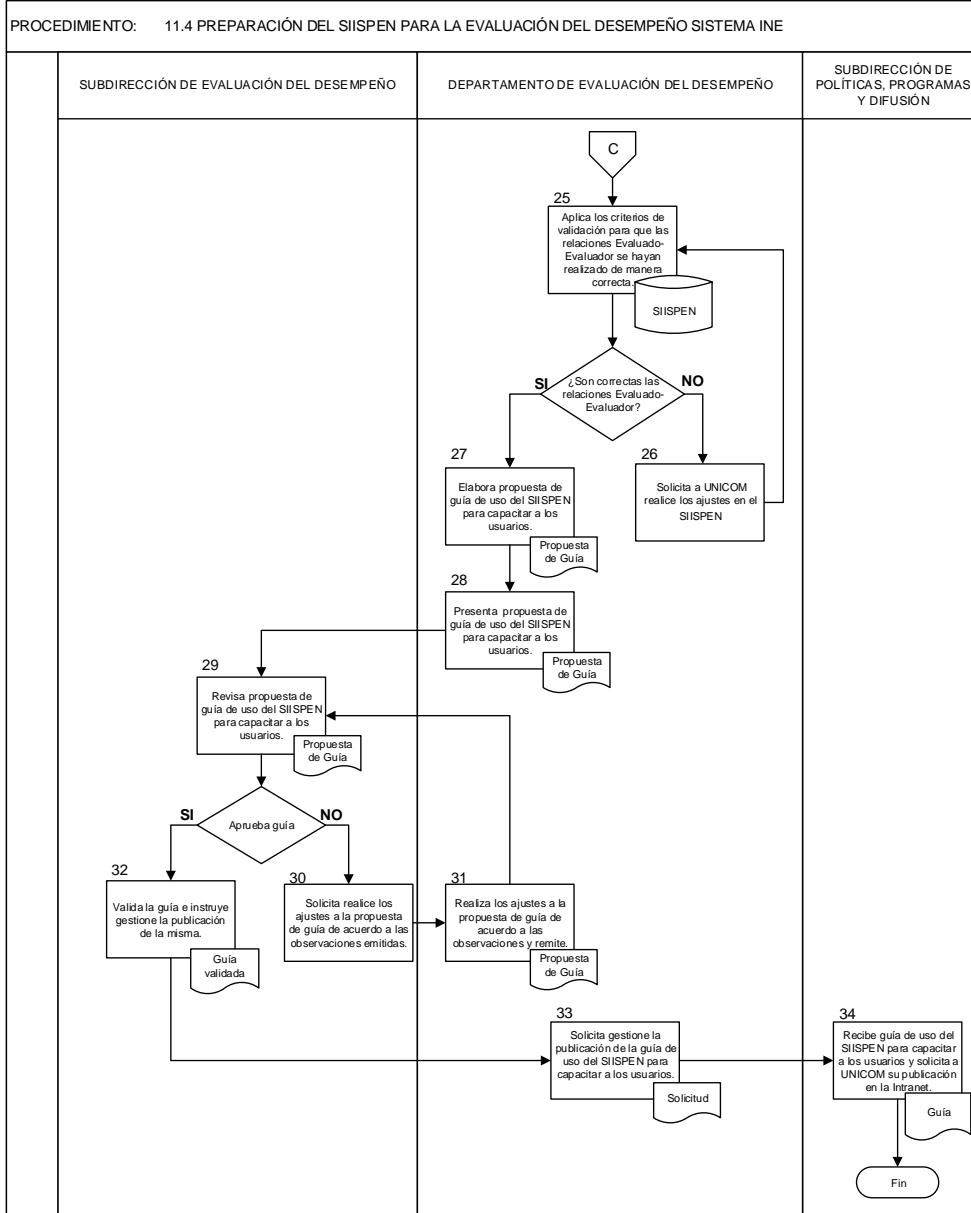 PROCEDIMIENTO: 11.4 PREPARACIÓN DEL SIISPEN PARA LA EVALUACIÓN DEL DESEMPEÑO SISTEMA INE
SUBDIRECCIÓN DE EVALUACIÓN DEL DESEMPEÑO
DEPARTAMENTO DE EVALUACIÓN DEL DESEMPEÑO
SUBDIRECCIÓN DE
POLÍTICAS, PROGRAMAS
Y DIFUSIÓN
C
25
Aplica los criterios de
validación para que las
relaciones Evaluado-
Evaluador se hayan
realizado de manera
correcta.
SIISPEN
¿Son correctas las
relaciones Evaluado-
Evaluador?
SI
NO
27
Elabora propuesta de
guía de uso del SIISPEN
para capacitar a los
usuarios.
Propuesta
de Guía
26
Solicita a UNICOM
realice los ajustes en el
SIISPEN
28
Presenta propuesta de
guía de uso del SIISPEN
para capacitar a los
usuarios.
Propuesta
de Guía
29
Revisa propuesta de
guía de uso del SIISPEN
para capacitar a los
usuarios.
Propuesta
de Guía
Aprueba guía
SI
NO
32
Valida la guía e instruye
gestione la publicación
de la misma.
Guía
validada
30
Solicita realice los
ajustes a la propuesta
de guía de acuerdo a las
observaciones emitidas.
31
Realiza los ajustes a la
propuesta de guía de
acuerdo a las
observaciones y remite.
Propuesta
de Guía
33
Solicita gestione la
publicación de la guía de
uso del SIISPEN para
capacitar a los usuarios.
Solicitud
34
Recibe guía de uso del
SIISPEN para capacitar
a los usuarios y solicita a
UNICOM su publicación
en la Intranet.
Guía
Fin